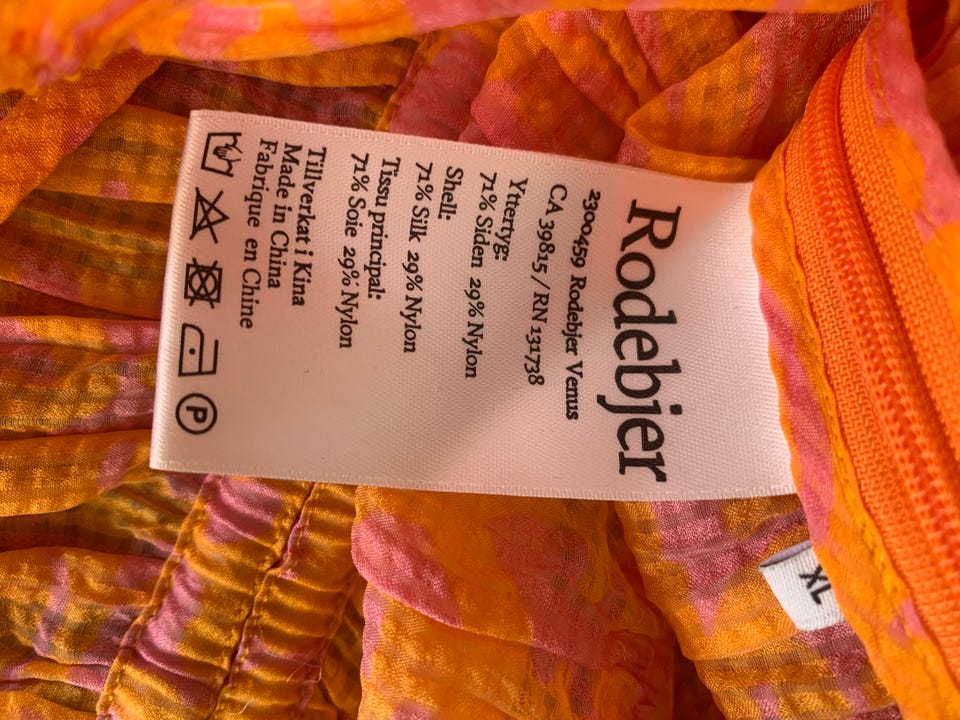 Rodebjer
2300459 Rodebjer Venus
CA 39815 / RN 131738
Yttertyg:
71% Siden 29% Nylon
Shell:
71% Silk 29% Nylon
Tissu principal:
71% Soie 29% Nylon
Tillverkat i Kina
Made in China
Fabrique en Chine
P
XL